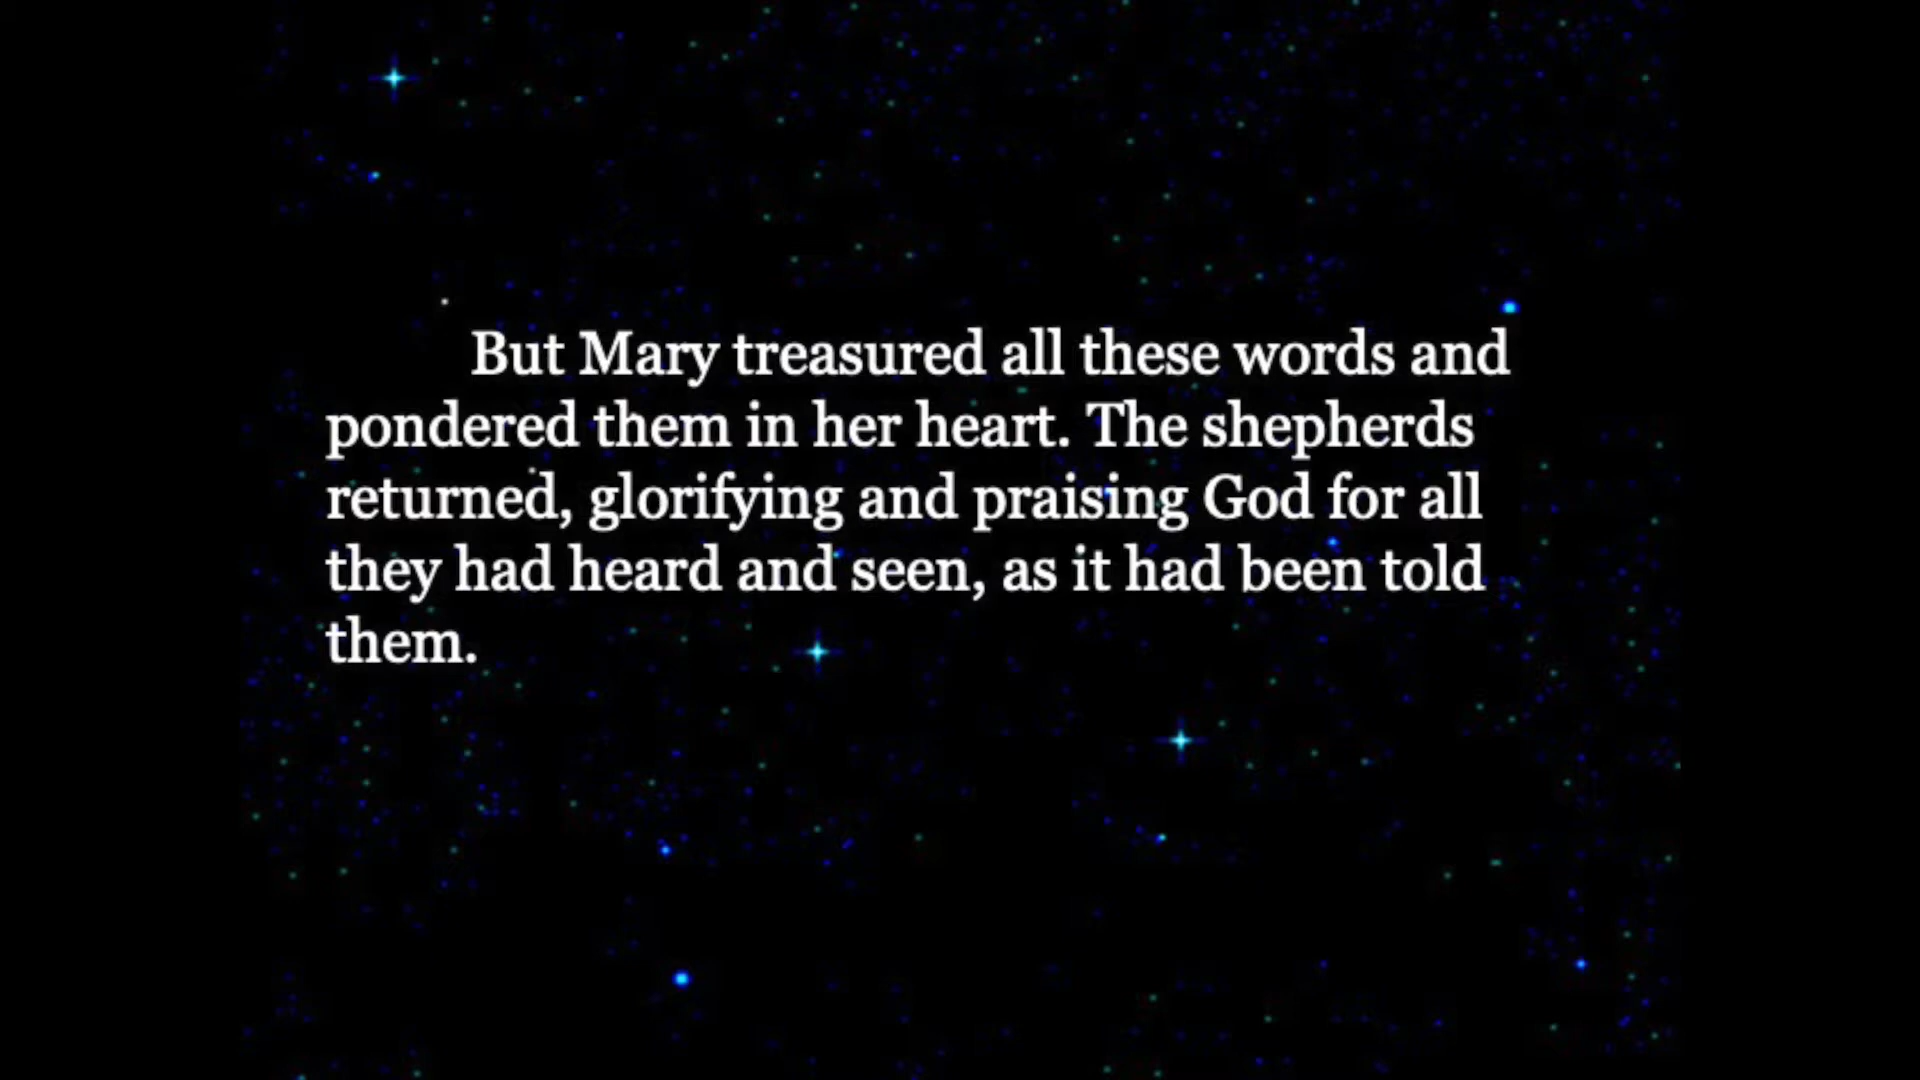 But Mary treasured all these words and
pondered them in her heart. The shepherds
returned, glorifying and praising God for all
they had heard and seen, as it had been told
them.